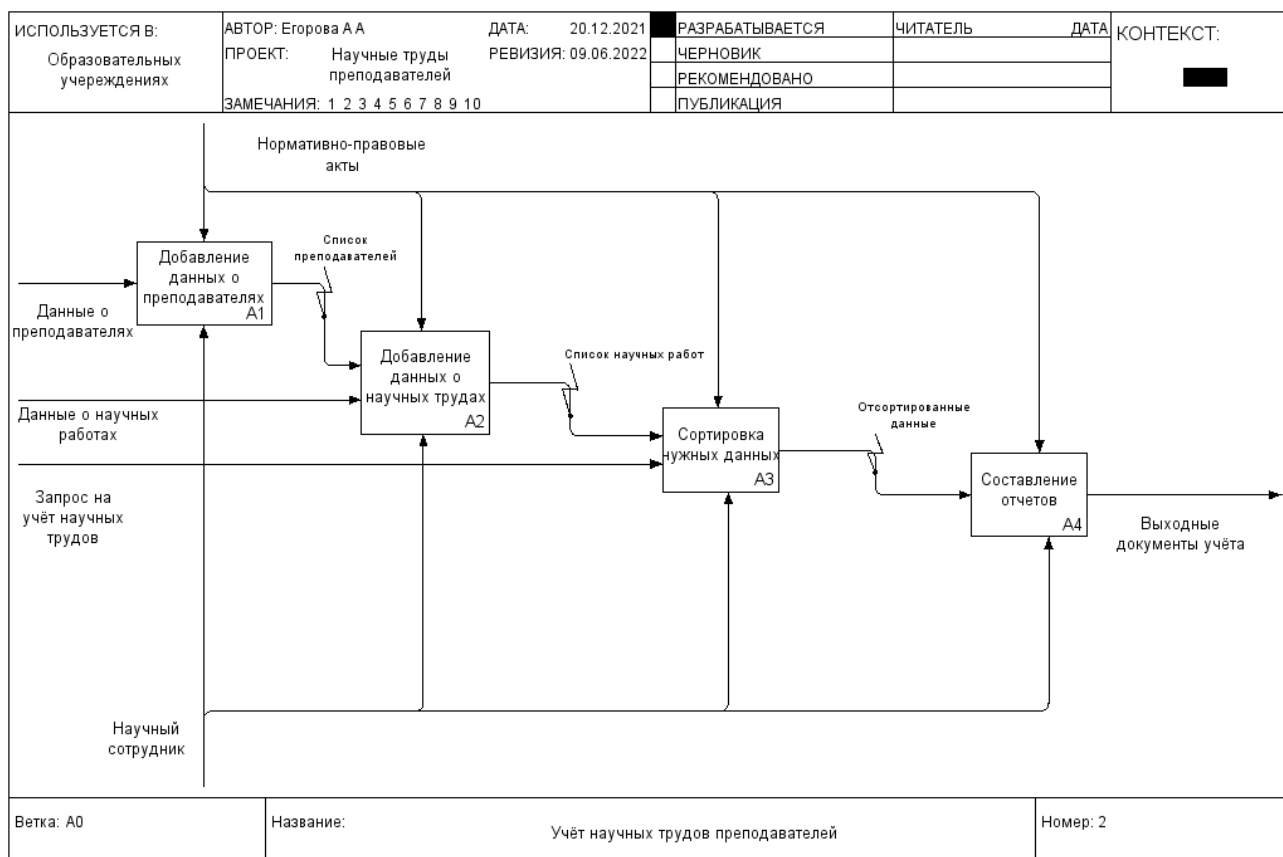 ИСПОЛЬЗУЕТСЯ В:
Образовательных
учереждениях
АВТОР: Егорова А А
ДАТА: 20.12.2021
ПРОЕКТ: Научные труды
преподавателей
РЕВИЗИЯ: 09.06.2022
ЗАМЕЧАНИЯ: 1 2 3 4 5 6 7 8 9 10
РАЗРАБАТЫВАЕТСЯ
ЧЕРНОВИК
РЕКОМЕНДОВАНО
ПУБЛИКАЦИЯ
ЧИТАТЕЛЬ
ДАТА
КОНТЕКСТ:
Нормативно-правовые
акты
Добавление
данных о
преподавателях
A1
Список
преподавателей
Данные о
преподавателях
Добавление
данных о
научных трудах
A2
Список научных работ
Данные о научных
работах
Сортировка
нужных данных
A3
Отсортированные
данные
Запрос на
учёт научных
трудов
Составление
отчетов
A4
Выходные
документы учёта
Научный
сотрудник
Ветка: A0
Название:
Учёт научных трудов преподавателей
Номер: 2